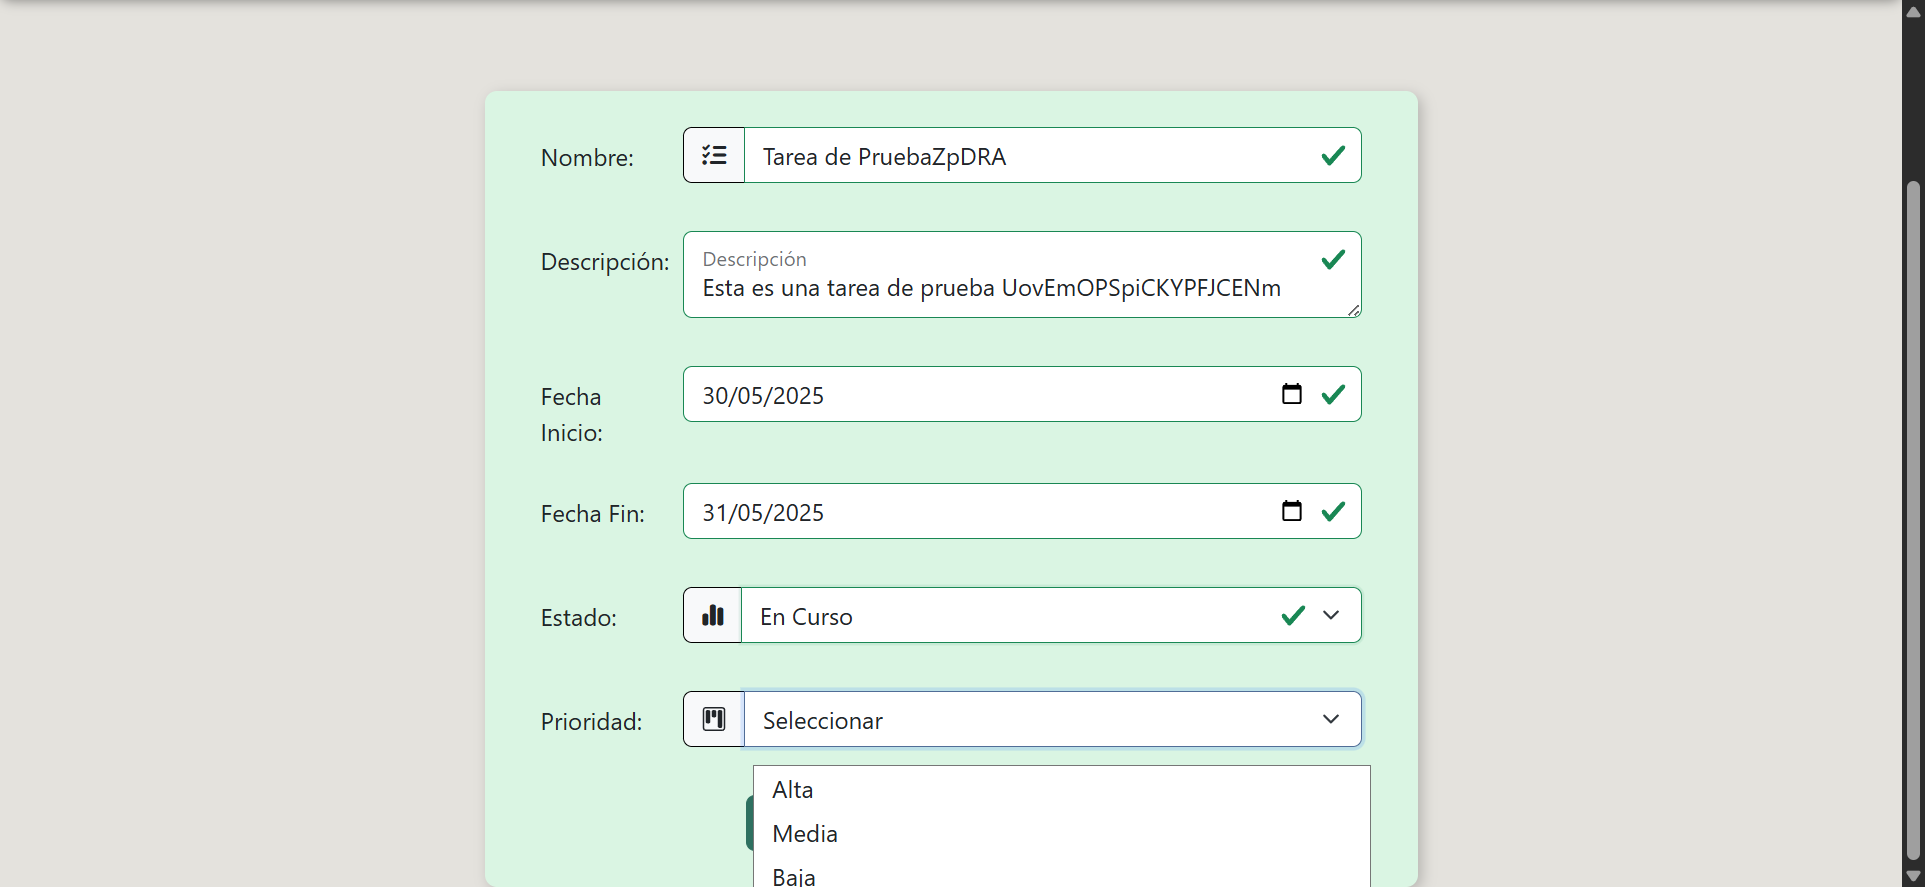 Nombre:
Tarea de PruebaZpDRA
Descripción:
Descripción
Esta es una tarea de prueba UovEmOPSpiCKYPFJCENm
Fecha
Inicio:
30/05/2025
Fecha Fin:
31/05/2025
Estado:
En Curso
Prioridad:
Seleccionar
Alta
Media
Baja